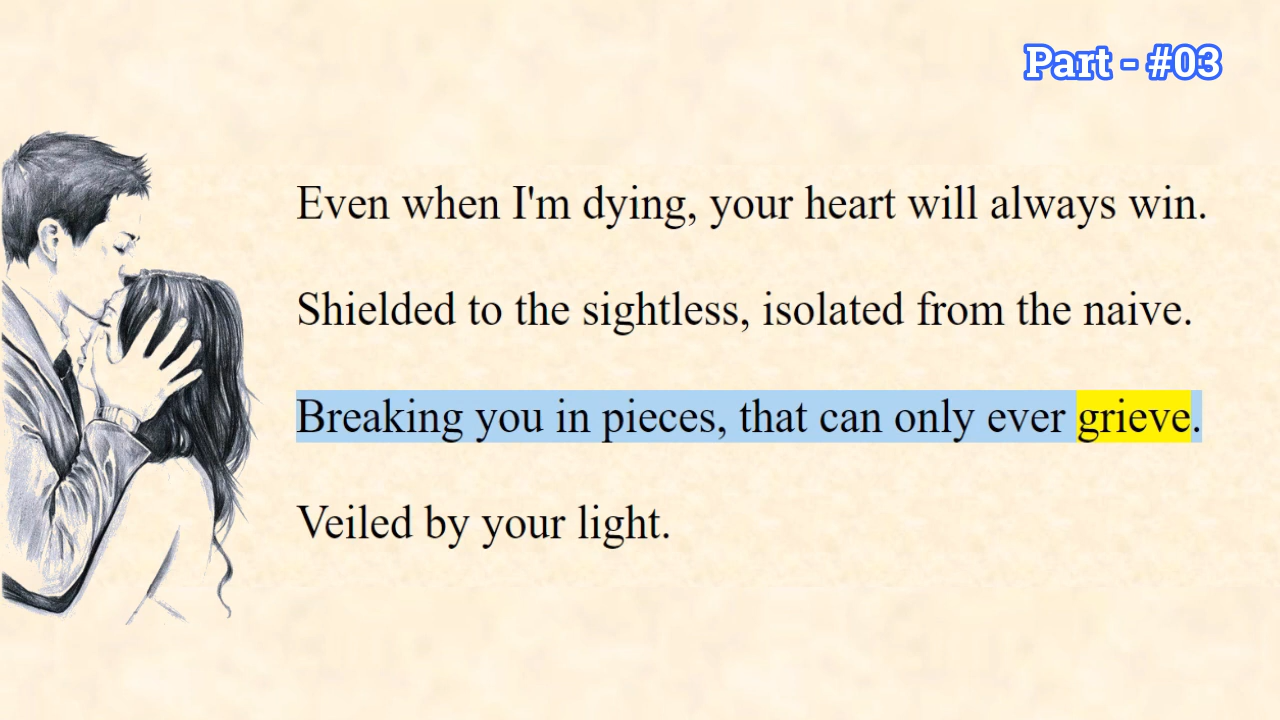 Part - #03
Even when I'm dying, your heart will always win.
Shielded to the sightless, isolated from the naive.
Breaking you in pieces, that can only ever grieve.
Veiled by your light.